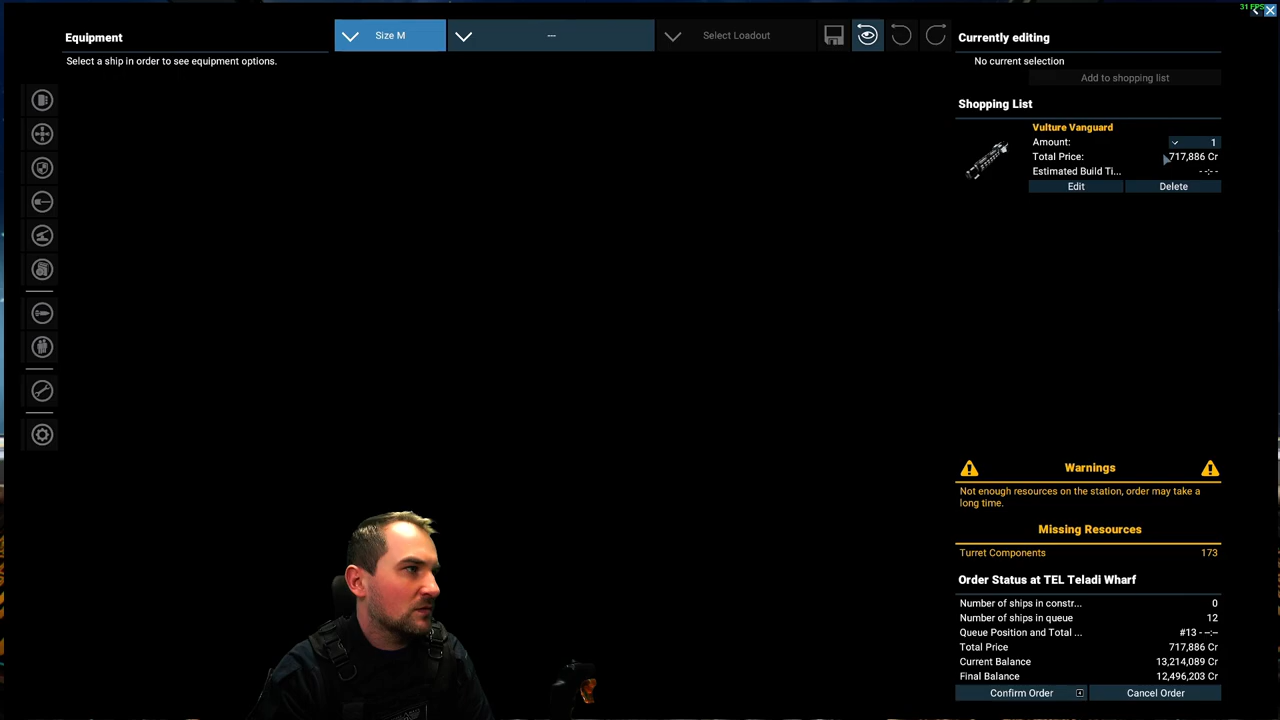 31 FPS
Equipment
Select a ship in order to see equipment options.
Size M
---
Select Loadout
Currently editing
No current selection
Add to shopping list
Shopping List
Vulture Vanguard
Amount: 1
Total Price: 717,886 Cr
Estimated Build Ti... --:--
Edit Delete
Warnings
Not enough resources on the station, order may take a
long time.
Missing Resources
Turret Components 173
Order Status at TEL Teladi Wharf
Number of ships in constr... 0
Number of ships in queue 12
Queue Position and Total ... #13 - --:--
Total Price 717,886 Cr
Current Balance 13,214,089 Cr
Final Balance 12,496,203 Cr
Confirm Order Cancel Order